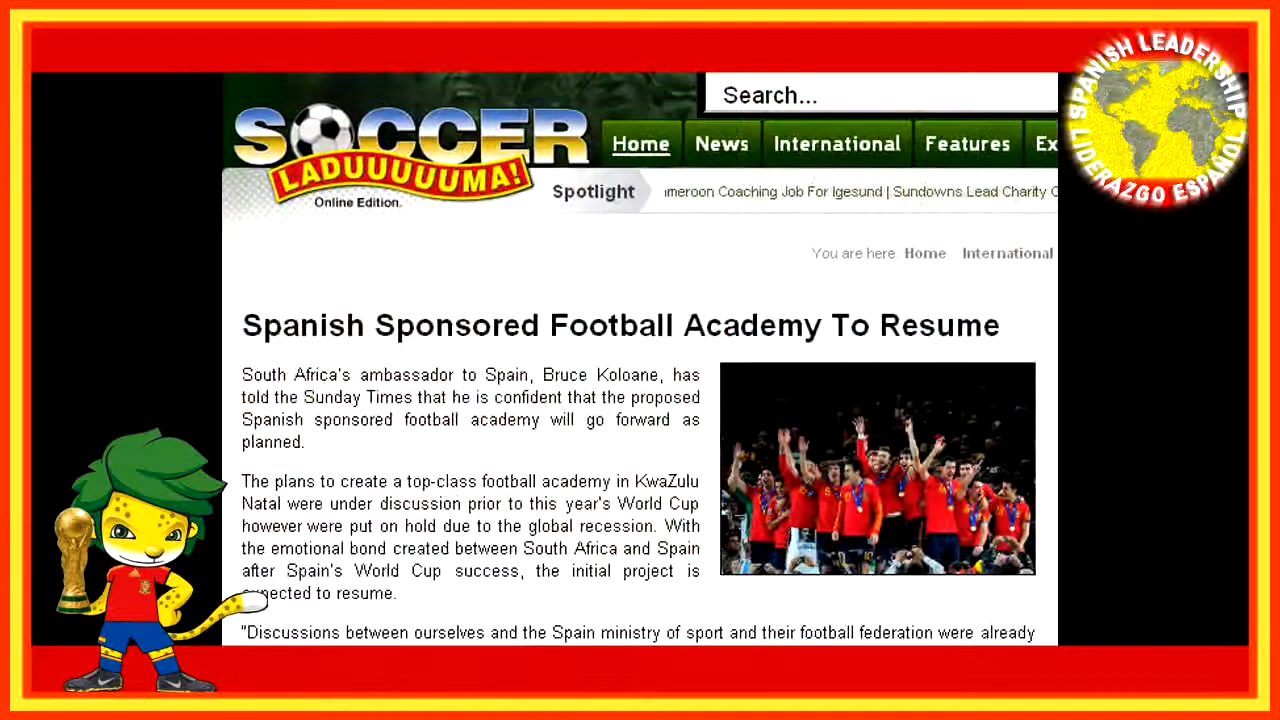 SPANISH LEADERSHIP
LIDERAZGO ESPAÑOL
Search...
SOCCER
LADUUUUUMA!
Online Edition.
Home News International Features Ex
Spotlight meroon Coaching Job For Igesund | Sundowns Lead Charity C
You are here: Home International
Spanish Sponsored Football Academy To Resume
South Africa's ambassador to Spain, Bruce Koloane, has
told the Sunday Times that he is confident that the proposed
Spanish sponsored football academy will go forward as
planned.
The plans to create a top-class football academy in KwaZulu
Natal were under discussion prior to this year's World Cup
however were put on hold due to the global recession. With
the emotional bond created between South Africa and Spain
after Spain's World Cup success, the initial project is
expected to resume.
"Discussions between ourselves and the Spain ministry of sport and their football federation were already